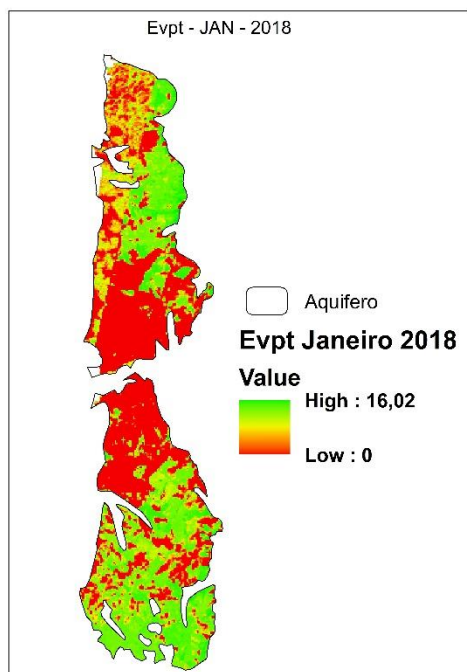 Evpt - JAN - 2018
Aquifero
Evpt Janeiro 2018
Value
High : 16,02
Low : 0